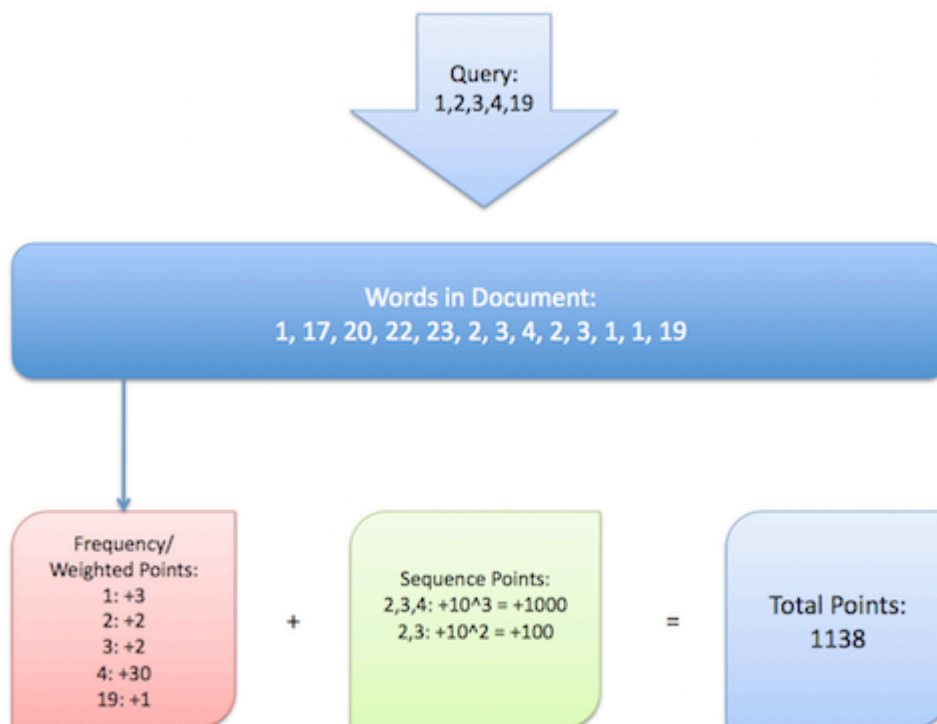 Query:
1,2,3,4,19
Words in Document:
1, 17, 20, 22, 23, 2, 3, 4, 2, 3, 1, 1, 19
Frequency/
Weighted Points:
1: +3
2: +2
3: +2
4: +30
19: +1
+
Sequence Points:
2,3,4: +10^3 = +1000
2,3: +10^2 = +100
=
Total Points:
1138